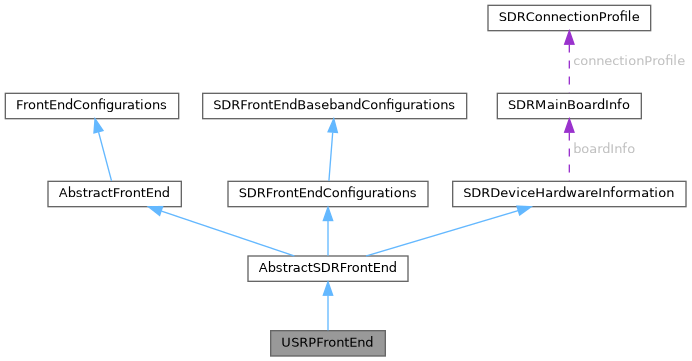 SDRConnectionProfile
connectionProfile
FrontEndConfigurations
SDRFrontEndBasebandConfigurations
SDRMainBoardInfo
boardInfo
AbstractFrontEnd
SDRFrontEndConfigurations
SDRDeviceHardwareInformation
AbstractSDRFrontEnd
USRPFrontEnd